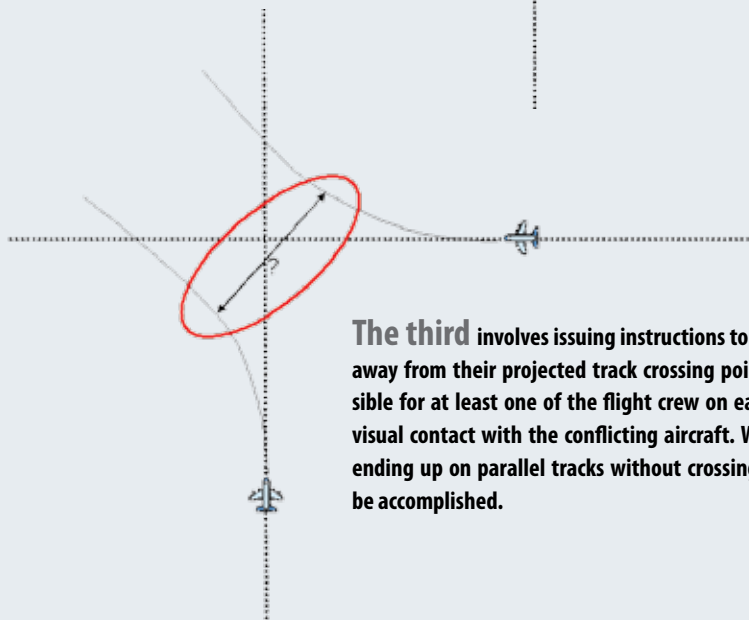 ?
The third involves issuing instructions to
away from their projected track crossing poi
sible for at least one of the flight crew on ea
visual contact with the conflicting aircraft. W
ending up on parallel tracks without crossing
be accomplished.